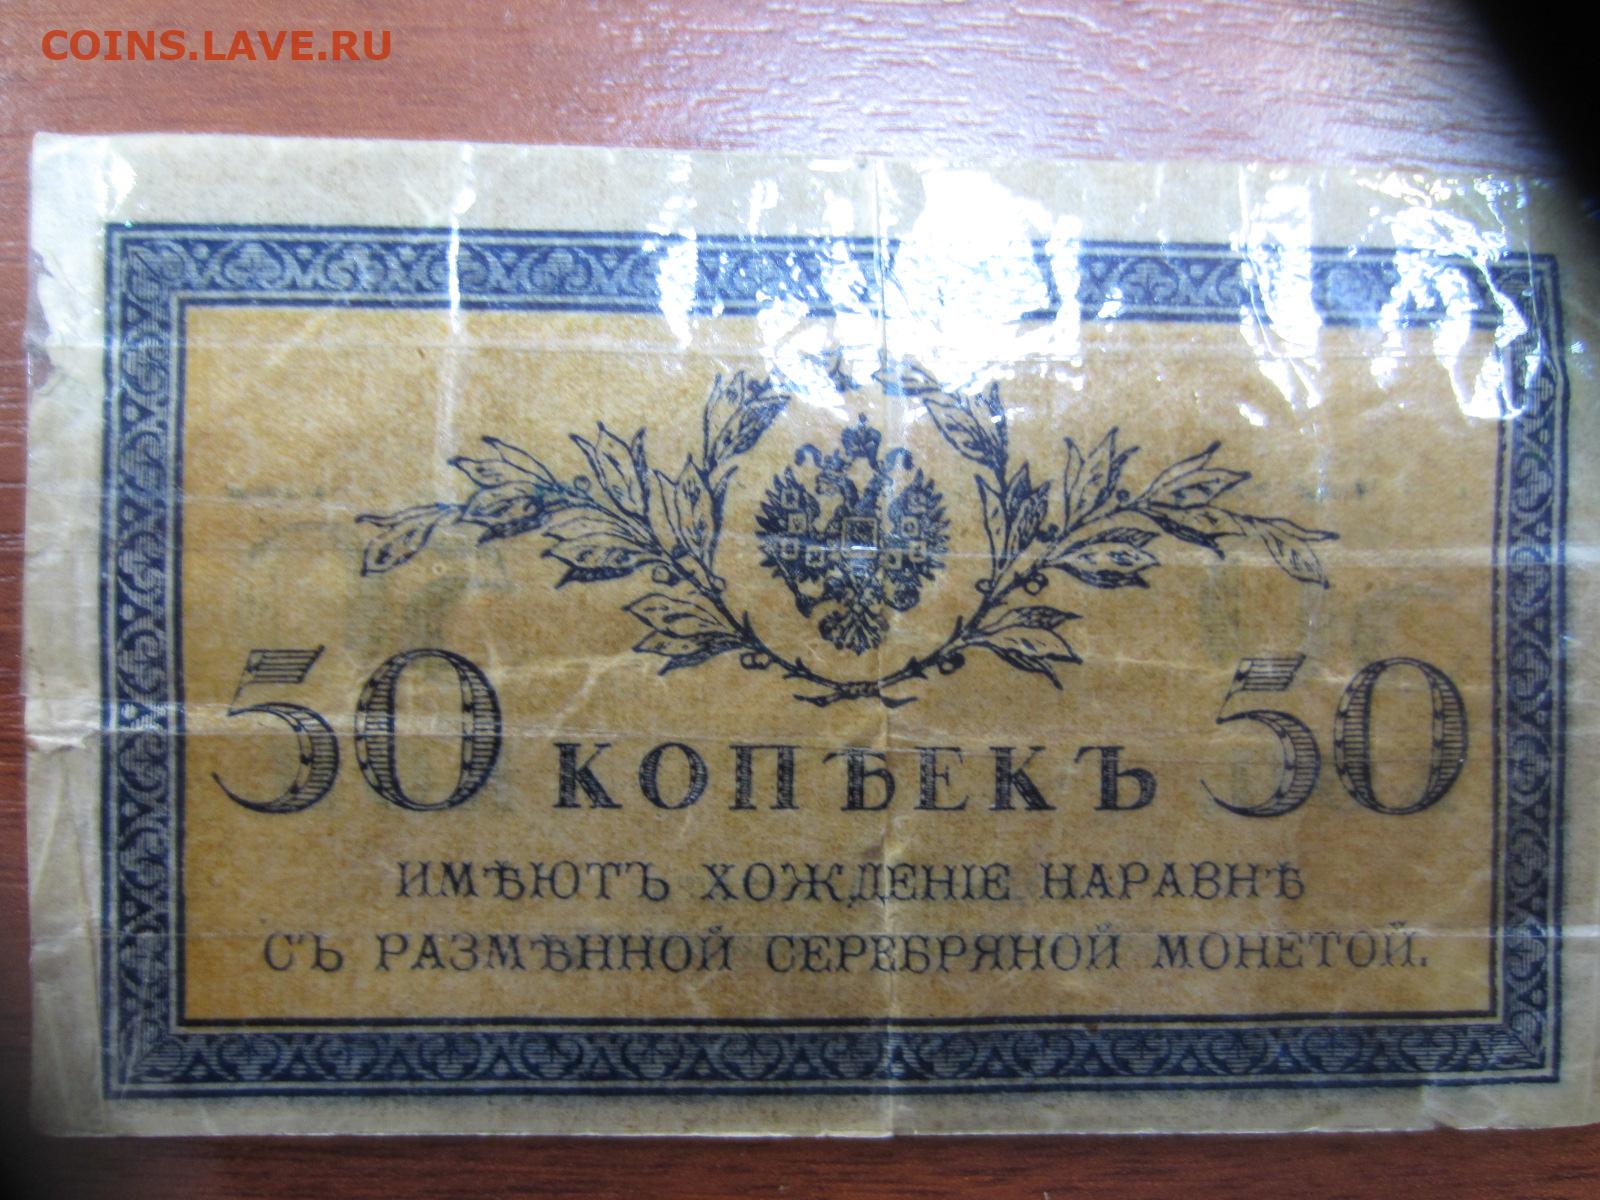 COINS.LAVE.RU
50 КОПѢЕКЪ 50
ИМѢЮТЪ ХОЖДЕНІЕ НАРАВНѢ
СЪ РАЗМѢННОЙ СЕРЕБРЯНОЙ МОНЕТОЙ.